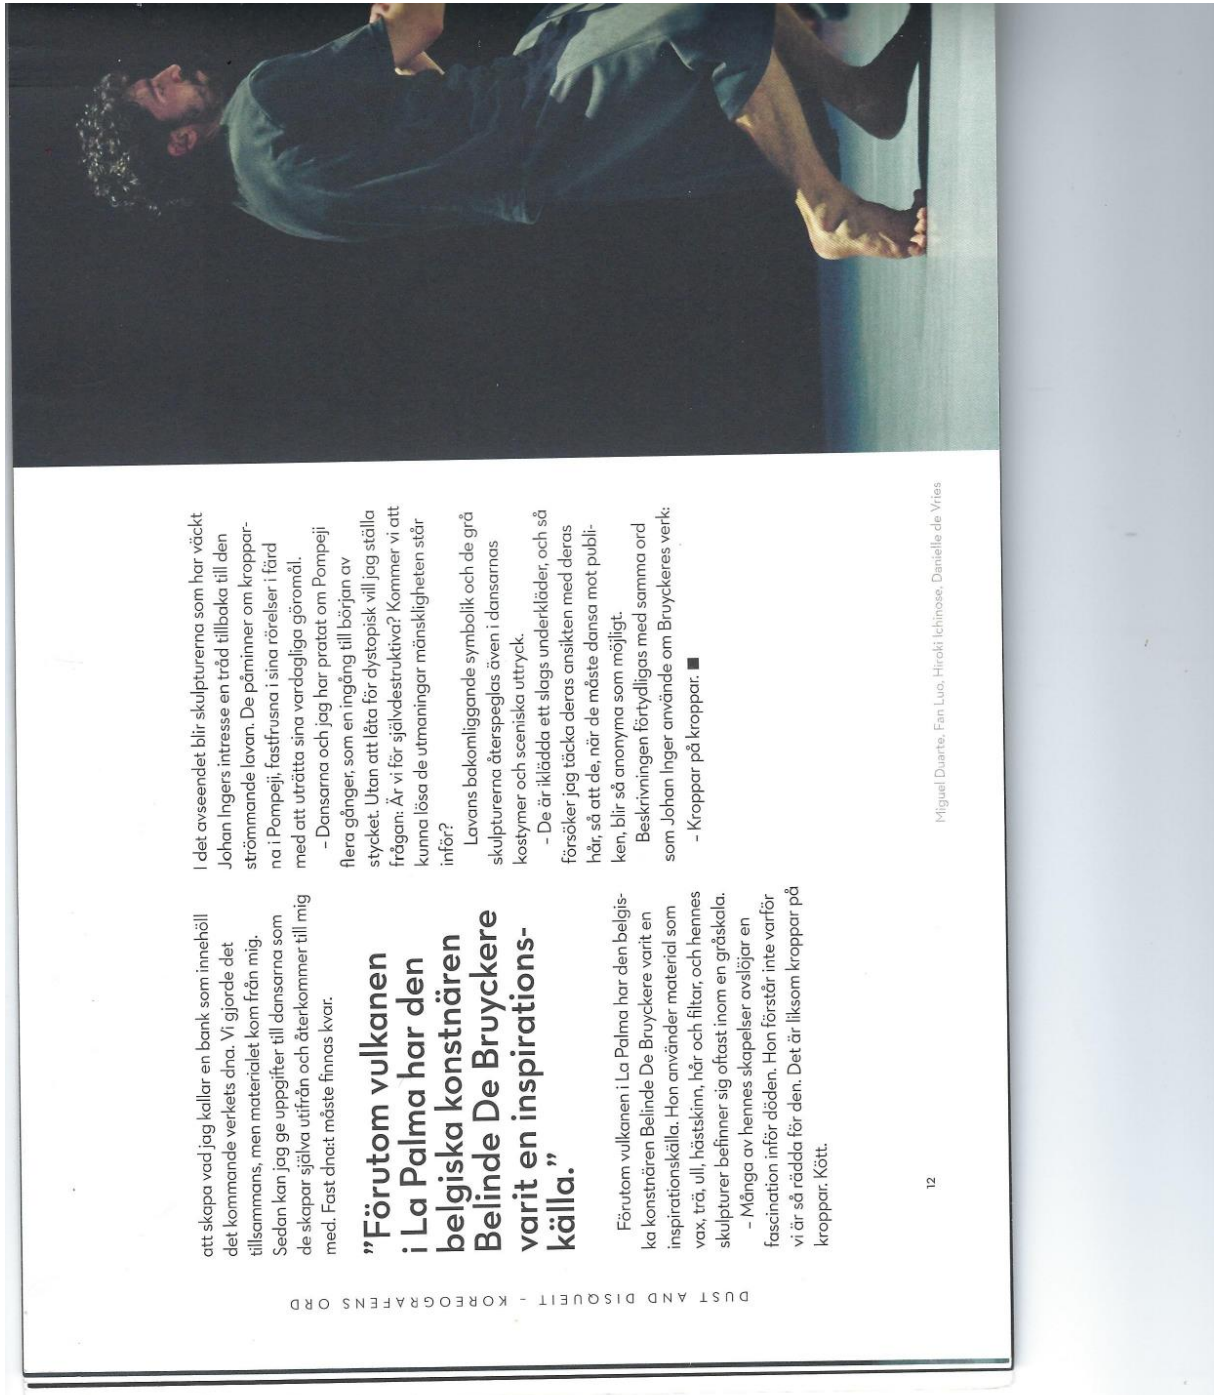 DUST AND DISQUEIT – KOREOGRAFENS ORD
att skapa vad jag kallar en bank som innehöll
det kommande verkets dna. Vi gjorde det
tillsammans, men materialet kom från mig.
Sedan kan jag ge uppgifter till dansarna som
de skapar själva utifrån och återkommer till mig
med. Fast dna:t måste finnas kvar.
”Förutom vulkanen
i La Palma har den
belgiska konstnären
Belinde De Bruyckere
varit en inspirations-
källa.”
Förutom vulkanen i La Palma har den belgis-
ka konstnären Belinde De Bruyckere varit en
inspirationskälla. Hon använder material som
vax, trä, ull, hästskinn, hår och filtar, och hennes
skulpturer befinner sig oftast inom en gråskala.
– Många av hennes skapelser avslöjar en
fascination inför döden. Hon förstår inte varför
vi är så rädda för den. Det är liksom kroppar på
kroppar. Kött.
I det avseendet blir skulpturerna som har väckt
Johan Ingers intresse en tråd tillbaka till den
strömmande lavan. De påminner om kroppar-
na i Pompeji, fastfrusna i sina rörelser i färd
med att uträtta sina vardagliga göromål.
– Dansarna och jag har pratat om Pompeji
flera gånger, som en ingång till början av
stycket. Utan att låta för dystopisk vill jag ställa
frågan: Är vi för självdestruktiva? Kommer vi att
kunna lösa de utmaningar mänskligheten står
inför?
Lavans bakomliggande symbolik och de grå
skulpturerna återspeglas även i dansarnas
kostymer och sceniska uttryck.
– De är iklädda ett slags underkläder, och så
försöker jag täcka deras ansikten med deras
hår, så att de, när de måste dansa mot publi-
ken, blir så anonyma som möjligt.
Beskrivningen förtydligas med samma ord
som Johan Inger använde om Bruyckeres verk:
– Kroppar på kroppar. ■
12
Miguel Duarte, Fan Luo, Hiroki Ichinose, Danielle de Vries